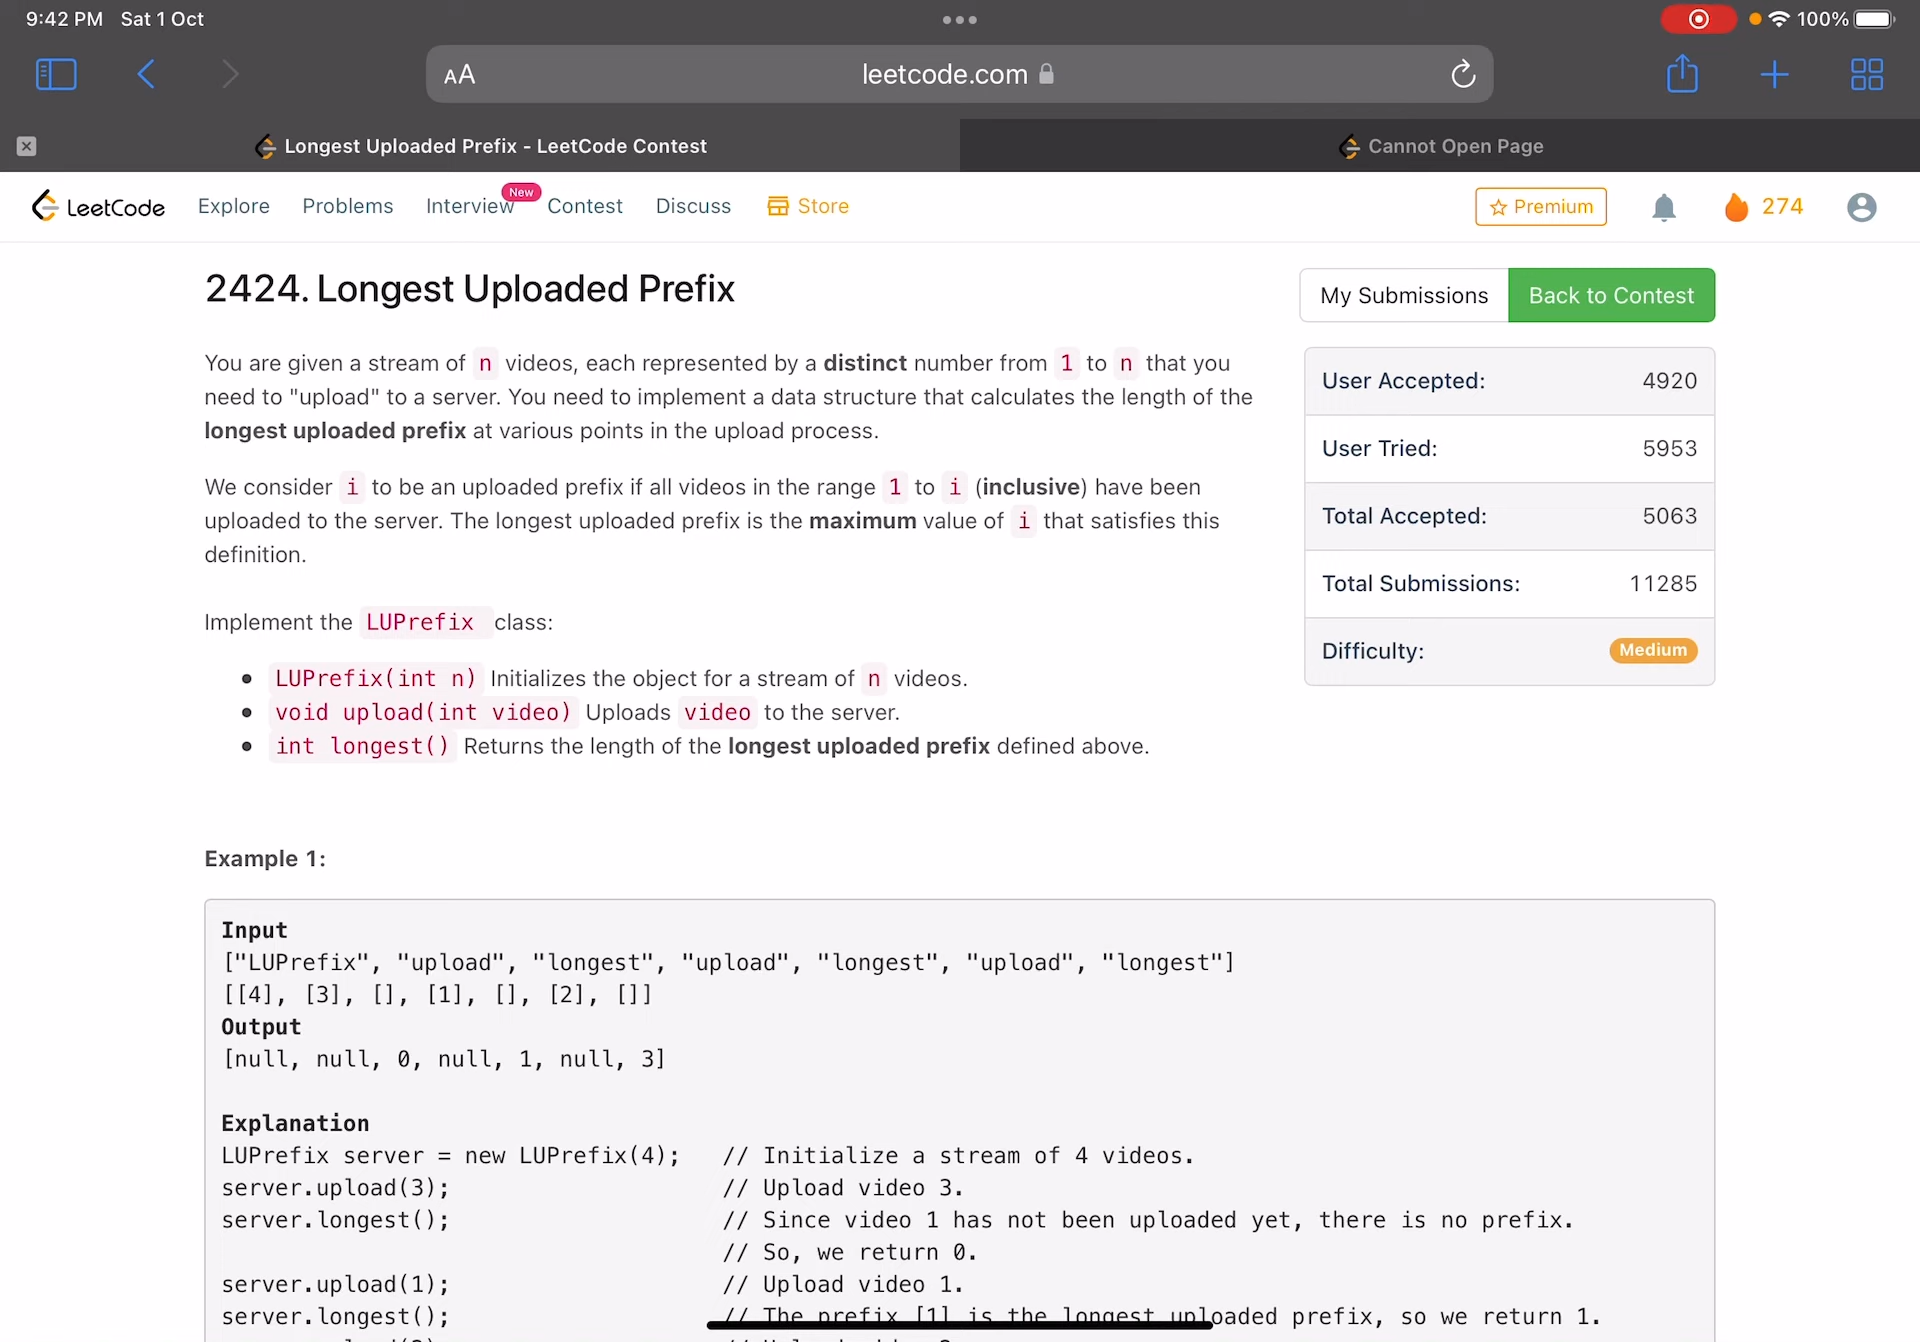 9:42 PM Sat 1 Oct
100%
AA
leetcode.com
Longest Uploaded Prefix - LeetCode Contest
Cannot Open Page
LeetCode Explore Problems Interview New Contest Discuss Store Premium 274
2424. Longest Uploaded Prefix
My Submissions Back to Contest
You are given a stream of n videos, each represented by a distinct number from 1 to n that you
need to "upload" to a server. You need to implement a data structure that calculates the length of the
longest uploaded prefix at various points in the upload process.
We consider i to be an uploaded prefix if all videos in the range 1 to i (inclusive) have been
uploaded to the server. The longest uploaded prefix is the maximum value of i that satisfies this
definition.
Implement the LUPrefix class:
LUPrefix(int n) Initializes the object for a stream of n videos.
void upload(int video) Uploads video to the server.
int longest() Returns the length of the longest uploaded prefix defined above.
User Accepted: 4920
User Tried: 5953
Total Accepted: 5063
Total Submissions: 11285
Difficulty: Medium
Example 1:
Input
["LUPrefix", "upload", "longest", "upload", "longest", "upload", "longest"]
[[4], [3], [], [1], [], [2], []]
Output
[null, null, 0, null, 1, null, 3]
Explanation
LUPrefix server = new LUPrefix(4); // Initialize a stream of 4 videos.
server.upload(3); // Upload video 3.
server.longest(); // Since video 1 has not been uploaded yet, there is no prefix.
// So, we return 0.
server.upload(1); // Upload video 1.
server.longest(); // The prefix [1] is the longest uploaded prefix, so we return 1.